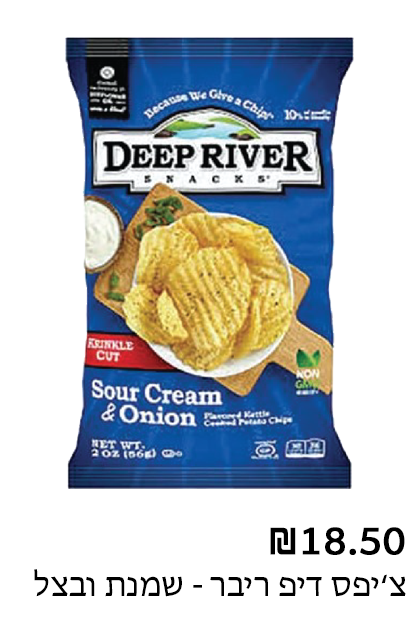 Because We Give a Chip!
10%
DEEP RIVER
SNACKS
KRINKLE
CUT
NON
GMO
Sour Cream
& Onion
Flavored Kettle
Cooked Potato Chips
NET WT.
2 OZ (56g)
₪18.50
צ'יפס דיפ ריבר - שמנת ובצל